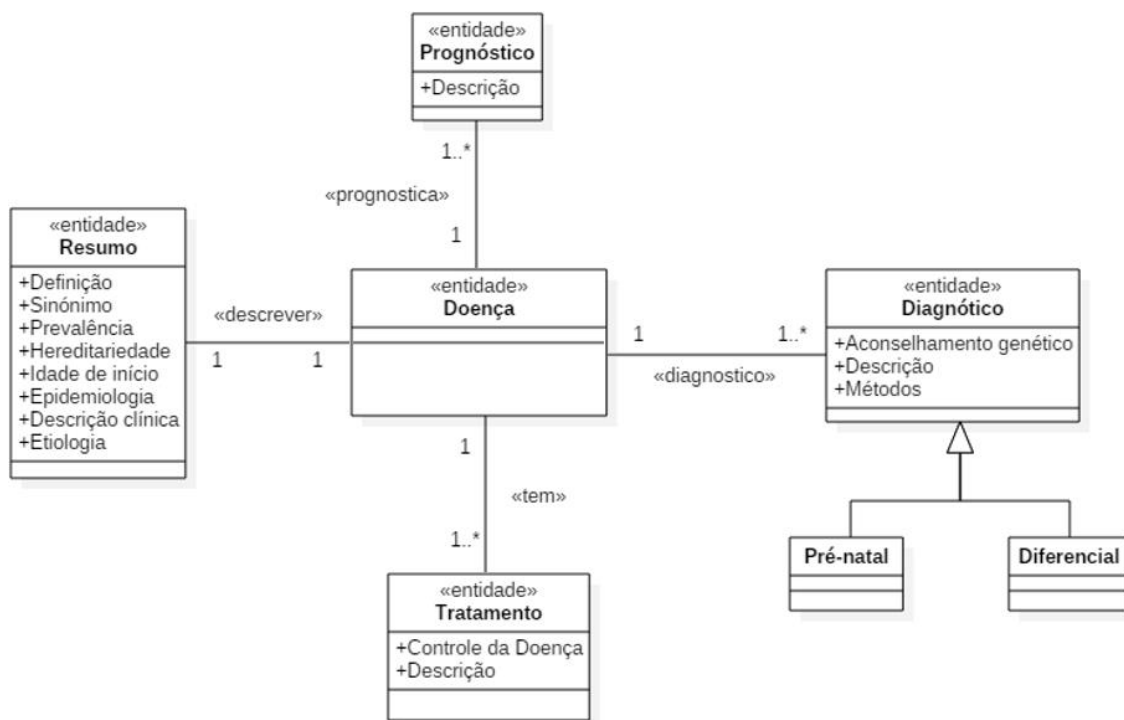 «entidade»
Prognóstico
+Descrição
1..*
«prognostica»
1
«entidade»
Resumo
+Definição
+Sinónimo
+Prevalência
+Hereditariedade
+Idade de início
+Epidemiologia
+Descrição clínica
+Etiologia
«descrever»
1
1
«entidade»
Doença
1
1..*
«diagnostico»
«entidade»
Diagnótico
+Aconselhamento genético
+Descrição
+Métodos
1
«tem»
1..*
«entidade»
Tratamento
+Controle da Doença
+Descrição
Pré-natal
Diferencial